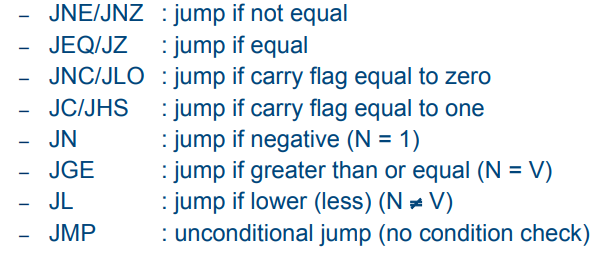 – JNE/JNZ : jump if not equal
– JEQ/JZ : jump if equal
– JNC/JLO : jump if carry flag equal to zero
– JC/JHS : jump if carry flag equal to one
– JN : jump if negative (N = 1)
– JGE : jump if greater than or equal (N = V)
– JL : jump if lower (less) (N ≠ V)
– JMP : unconditional jump (no condition check)